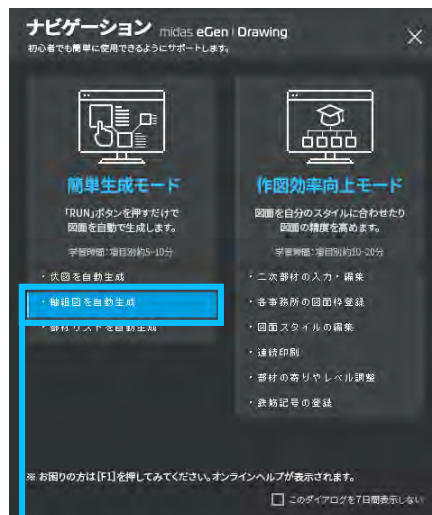 ナビゲーション midas eGen | Drawing
初心者でも簡単に使用できるようにサポートします。
簡単生成モード
「RUN」ボタンを押すだけで
図面を自動で生成します。
学習時間:項目別約5-10分
・伏図を自動生成
・軸組図を自動生成
・部材リストを自動生成
作図効率向上モード
図面を自分のスタイルに合わせたり
図面の精度を高めます。
学習時間:項目別約10-20分
・二次部材の入力・編集
・各事務所の図面枠登録
・図面スタイルの編集
・連続印刷
・部材の寄りやレベル調整
・鉄筋記号の登録
※ お困りの方は[F1]を押してみてください。オンラインヘルプが表示されます。
このダイアログを7日間表示しない